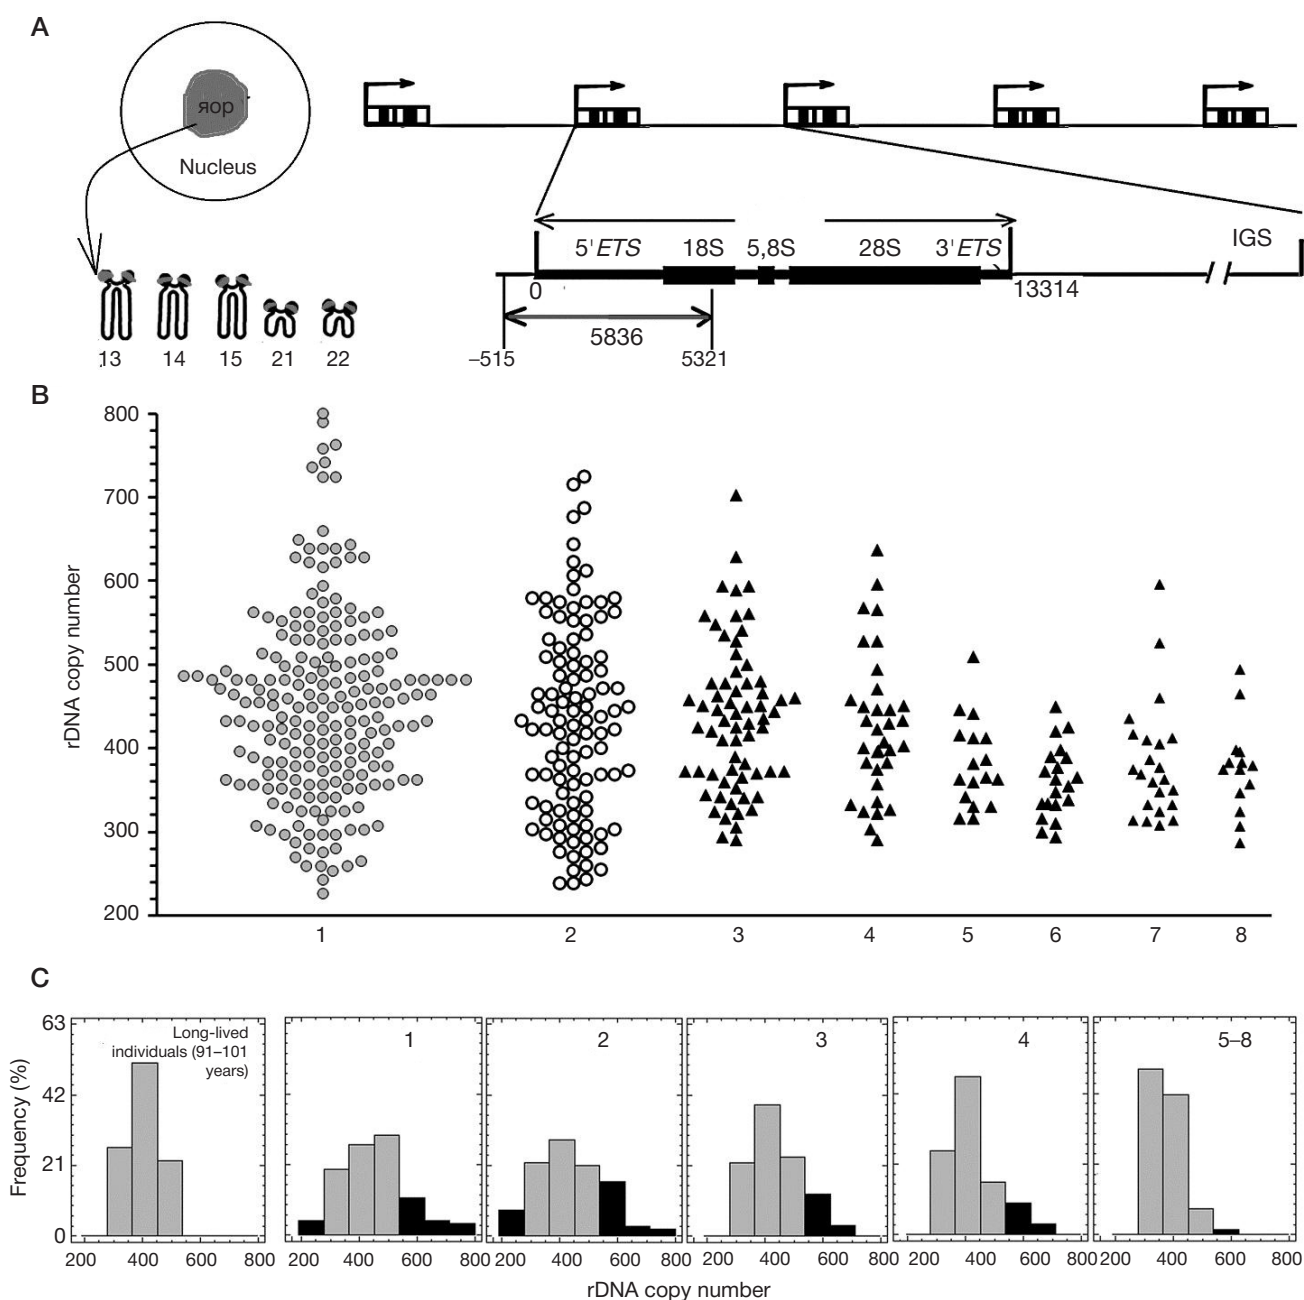 A
ЯОР
Nucleus
13 14 15 21 22
5'ETS 18S 5,8S 28S 3'ETS IGS
0 13314
5836
–515 5321
B
rDNA copy number
800
700
600
500
400
300
200
1 2 3 4 5 6 7 8
C
Frequency (%)
63
42
21
0
Long-lived
individuals (91–101
years)
1 2 3 4 5–8
200 400 600 800 200 400 600 800 200 400 600 800 200 400 600 800 200 400 600 800 200 400 600 800
rDNA copy number